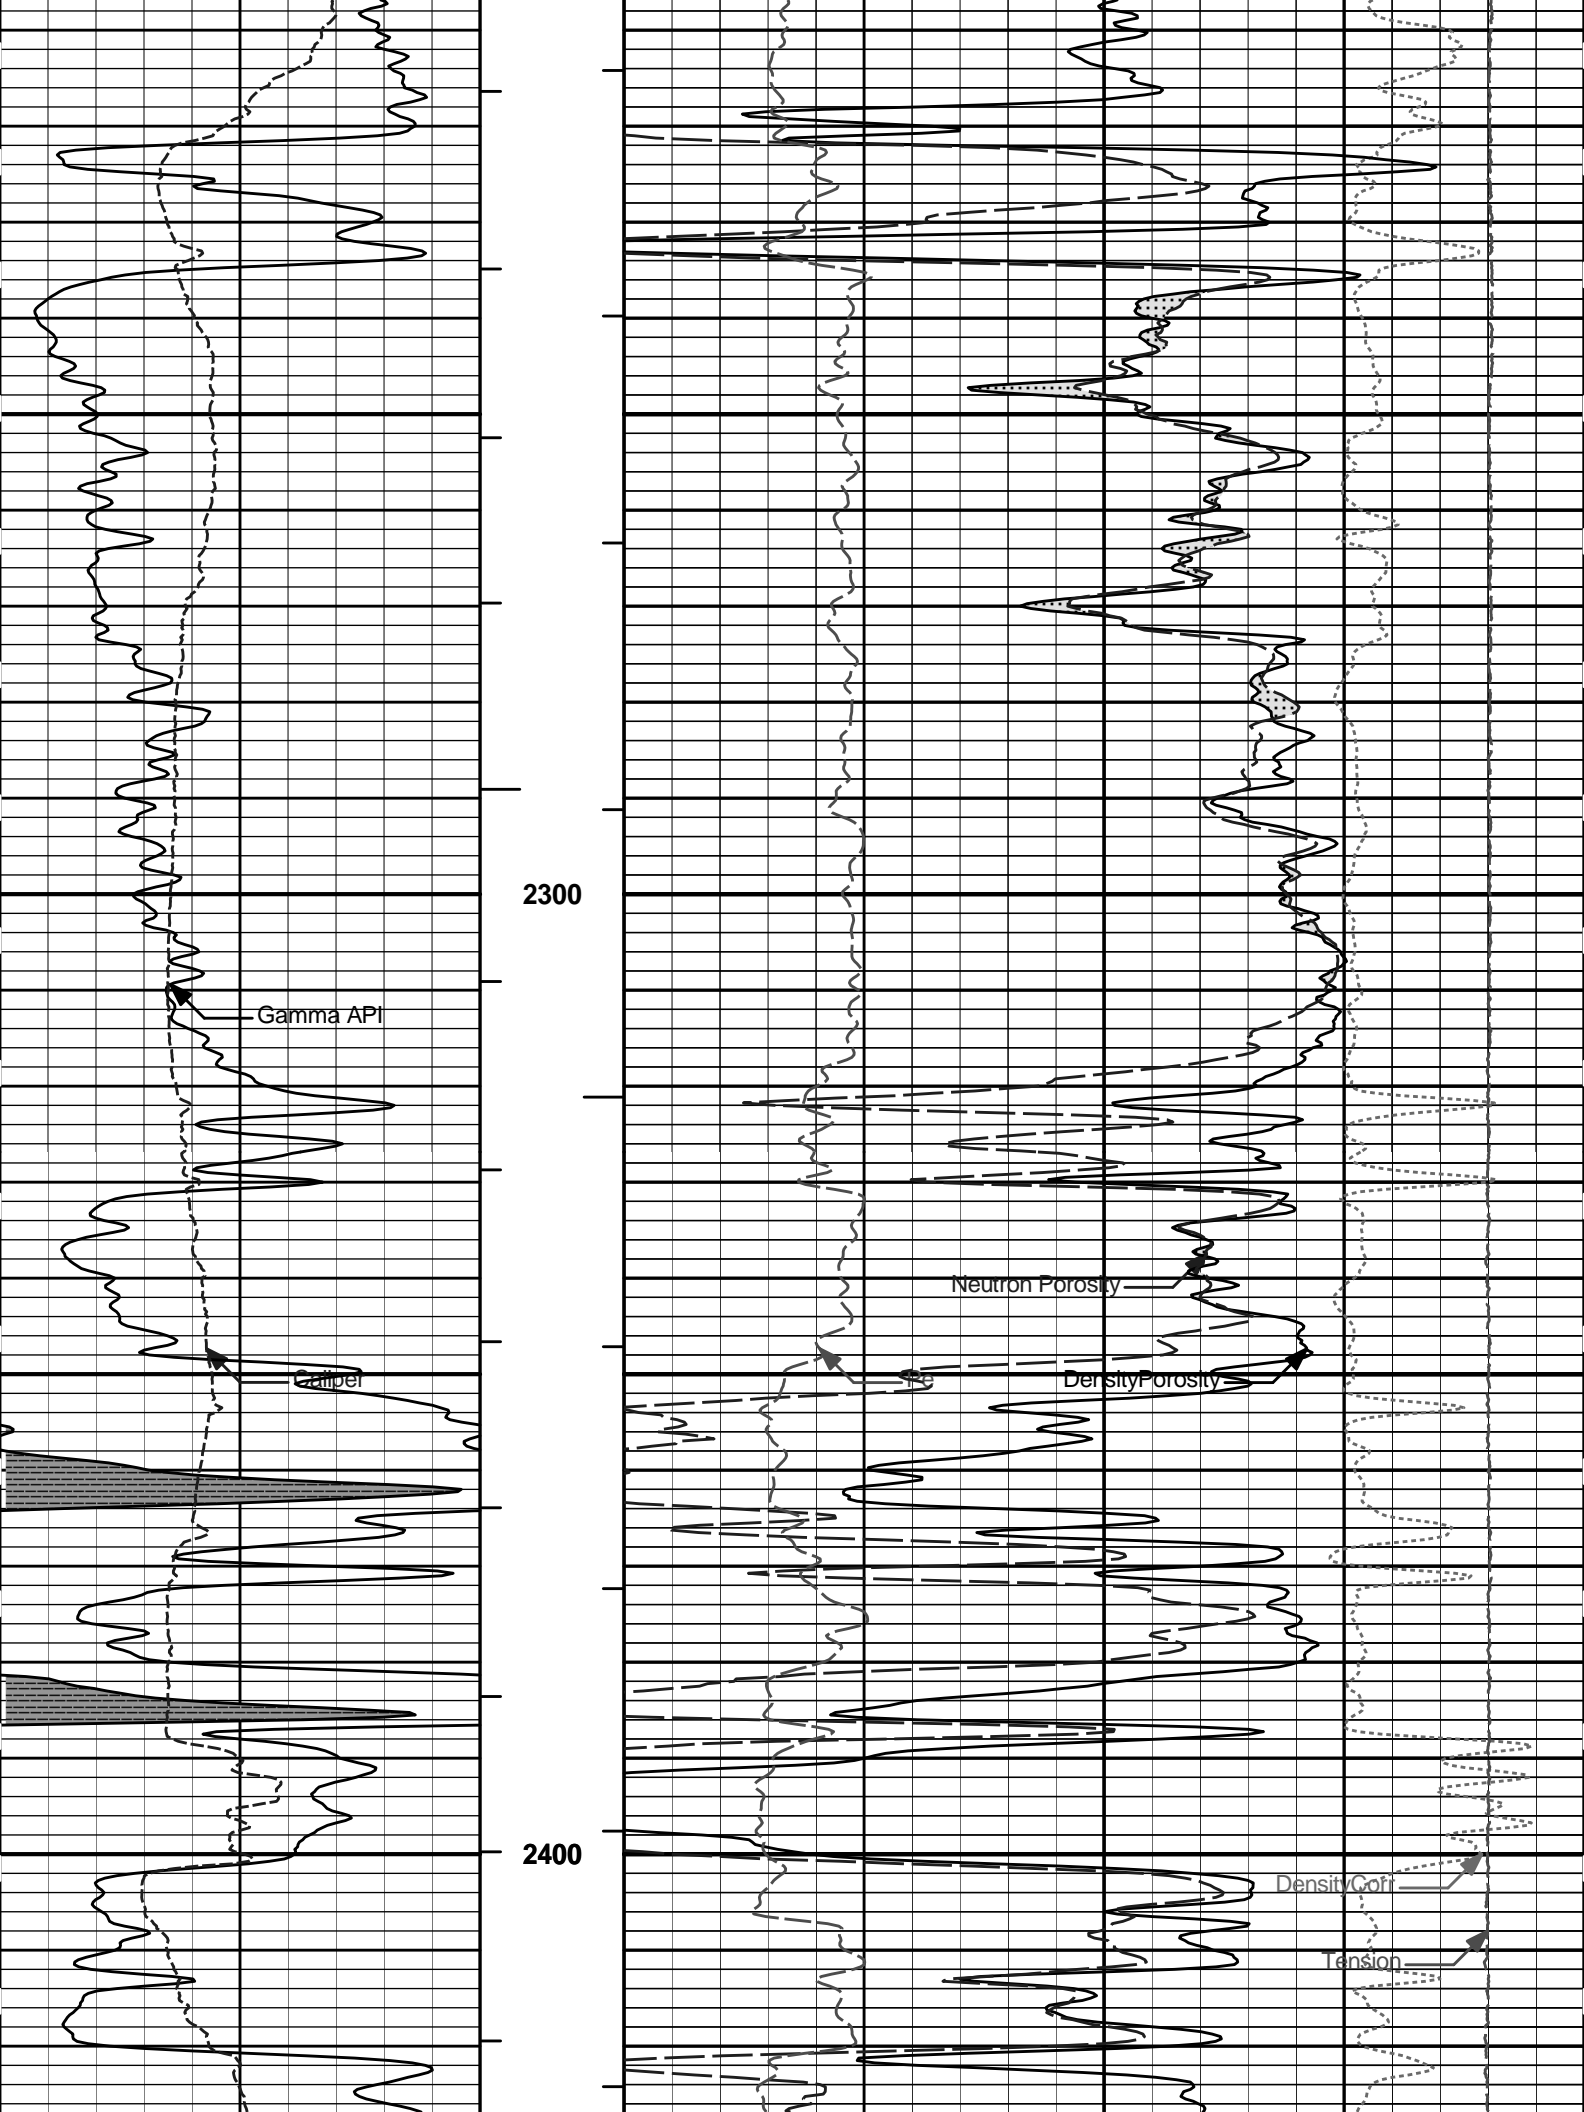 2300
Gamma API
Neutron Porosity
Caliper
Pe
DensityPorosity
2400
DensityCorr
Tension